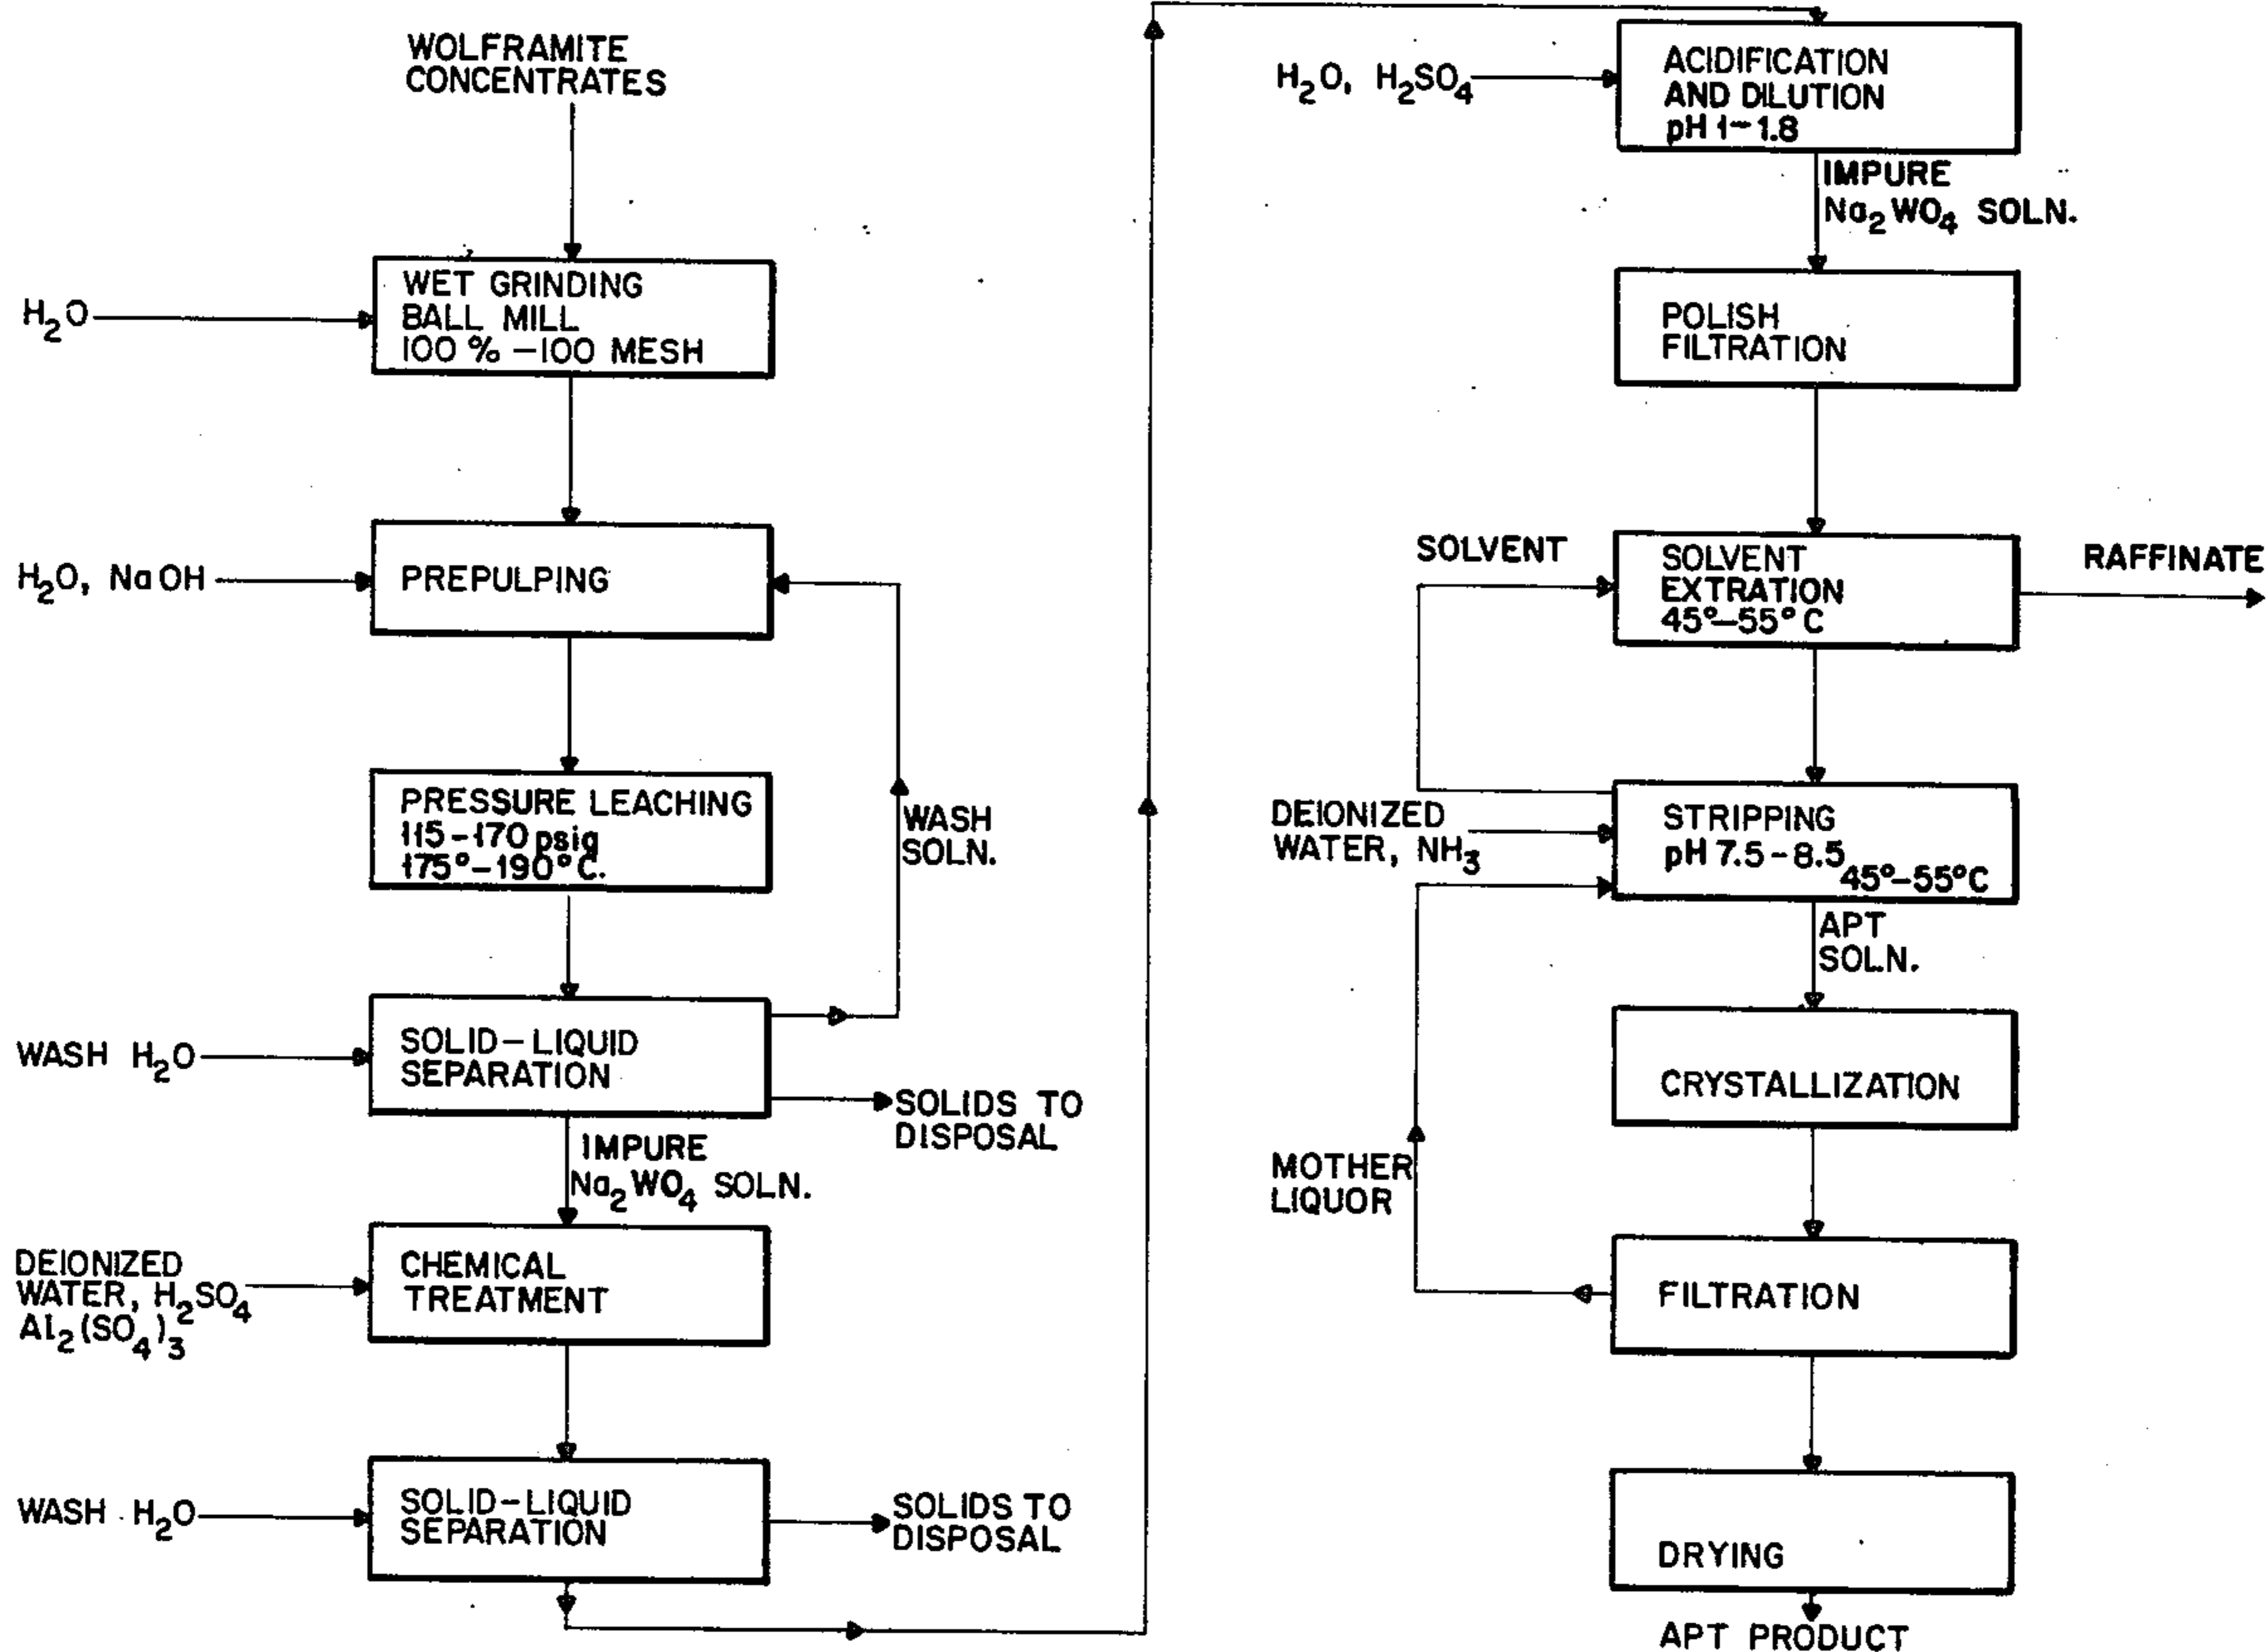 WOLFRAMITE
CONCENTRATES
H₂O
WET GRINDING
BALL MILL
100 % -100 MESH
H₂O, NaOH
PREPULPING
PRESSURE LEACHING
115-170 psig
175°-190°C.
WASH
SOLN.
WASH H₂O
SOLID-LIQUID
SEPARATION
SOLIDS TO
DISPOSAL
IMPURE
Na₂WO₄ SOLN.
DEIONIZED
WATER, H₂SO₄
Al₂(SO₄)₃
CHEMICAL
TREATMENT
WASH H₂O
SOLID-LIQUID
SEPARATION
SOLIDS TO
DISPOSAL
H₂O, H₂SO₄
ACIDIFICATION
AND DILUTION
pH 1-1.8
IMPURE
Na₂WO₄ SOLN.
POLISH
FILTRATION
SOLVENT
SOLVENT
EXTRATION
45°-55°C
RAFFINATE
DEIONIZED
WATER, NH₃
STRIPPING
pH 7.5-8.5
45°-55°C
APT
SOLN.
CRYSTALLIZATION
MOTHER
LIQUOR
FILTRATION
DRYING
APT PRODUCT